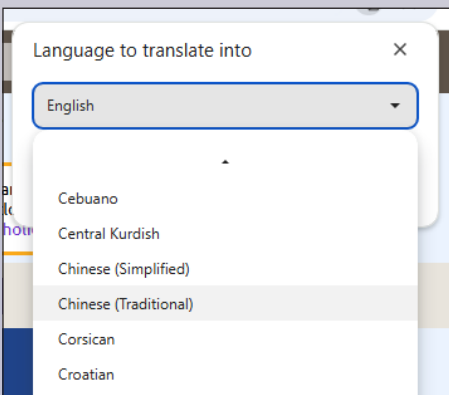 Language to translate into
English
Cebuano
Central Kurdish
Chinese (Simplified)
Chinese (Traditional)
Corsican
Croatian